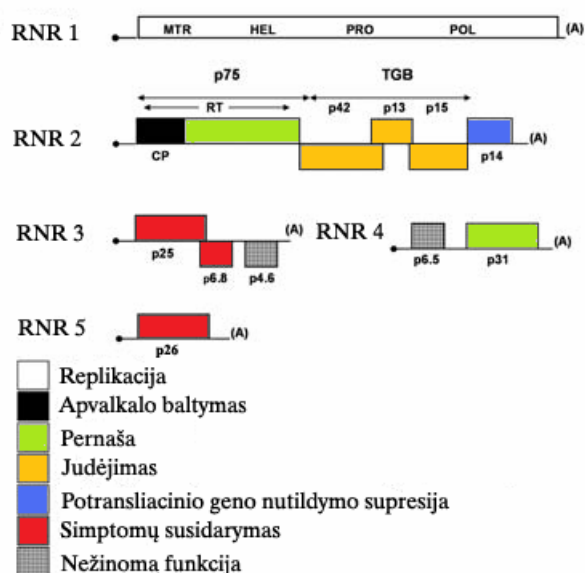 RNR 1
MTR HEL PRO POL (A)
p75 TGB
RT p42 p13 p15
RNR 2 (A)
CP p14
RNR 3 (A) RNR 4 (A)
p25 p6.5 p31
p6.8 p4.6
RNR 5 (A)
p26
Replikacija
Apvalkalo baltymas
Pernaša
Judėjimas
Potransliacinio geno nutildymo supresija
Simptomų susidarymas
Nežinoma funkcija